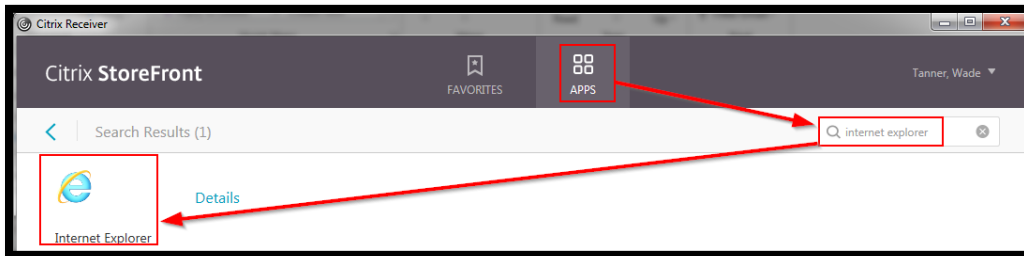 Citrix Receiver
Citrix StoreFront
FAVORITES
APPS
Tanner, Wade
Search Results (1)
internet explorer
Details
Internet Explorer